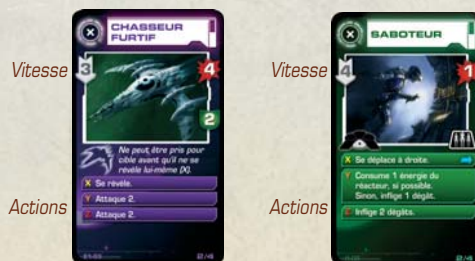 CHASSEUR
FURTIF
Vitesse
3
4
2
Ne peut être pris pour
cible avant qu'il ne se
révèle lui-même (X).
X Se révèle.
Y Attaque 2.
Z Attaque 2.
Actions
SABOTEUR
Vitesse
4
1
X Se déplace à droite.
Y Consume 1 énergie du
réacteur, si possible.
Sinon, inflige 1 dégât.
Z Inflige 2 dégâts.
Actions